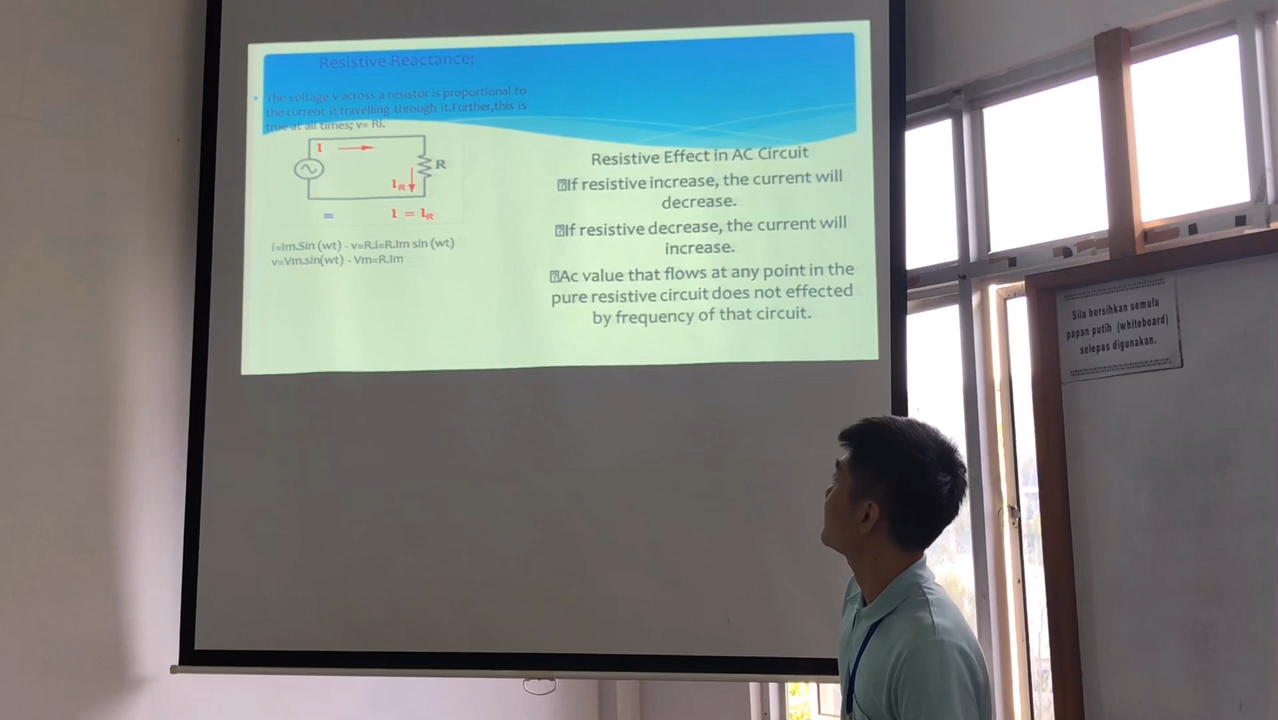 Resistive Reactance;
The voltage v across a resistor is proportional to
the current it travelling through it.Further,this is
true at all times; v= Ri.
I
R
IR
=
I = IR
i=Im.Sin (wt) - v=R.i=R.Im sin (wt)
v=Vm.sin(wt) - Vm=R.Im
Resistive Effect in AC Circuit
If resistive increase, the current will
decrease.
If resistive decrease, the current will
increase.
Ac value that flows at any point in the
pure resistive circuit does not effected
by frequency of that circuit.
Sila bersihkan semula
papan putih (whiteboard)
selepas digunakan.